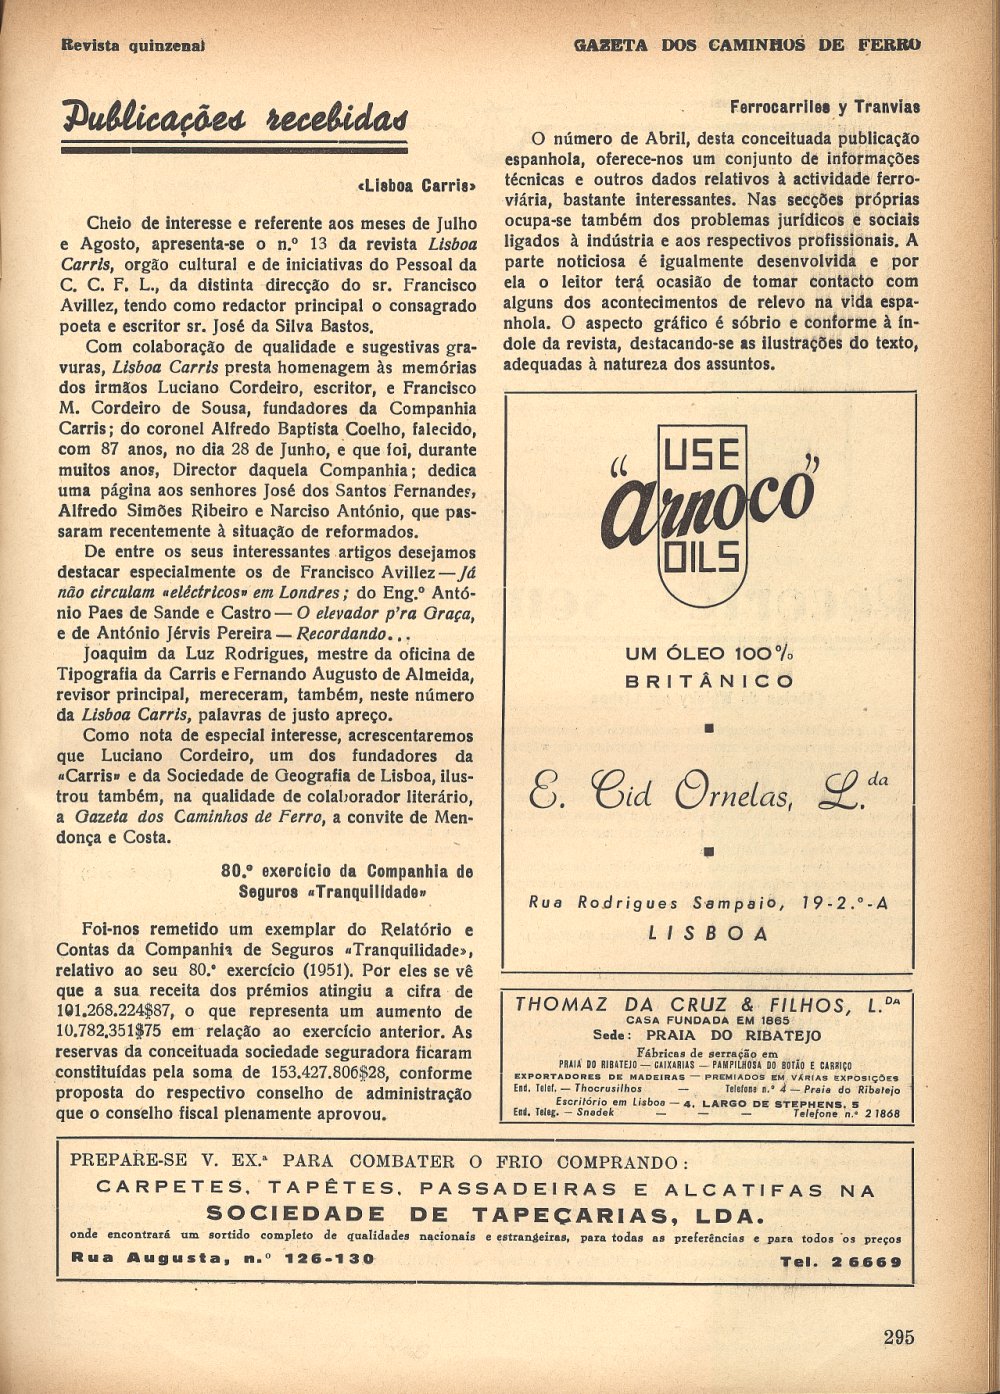 Revista quinzenal
GAZETA DOS CAMINHOS DE FERRO
Publicações recebidas
«Lisboa Carris»
Cheio de interesse e referente aos meses de Julho
e Agosto, apresenta-se o n.º 13 da revista Lisboa
Carris, orgão cultural e de iniciativas do Pessoal da
C. C. F. L., da distinta direcção do sr. Francisco
Avillez, tendo como redactor principal o consagrado
poeta e escritor sr. José da Silva Bastos.
Com colaboração de qualidade e sugestivas gra-
vuras, Lisboa Carris presta homenagem às memórias
dos irmãos Luciano Cordeiro, escritor, e Francisco
M. Cordeiro de Sousa, fundadores da Companhia
Carris; do coronel Alfredo Baptista Coelho, falecido,
com 87 anos, no dia 28 de Junho, e que foi, durante
muitos anos, Director daquela Companhia; dedica
uma página aos senhores José dos Santos Fernandes,
Alfredo Simões Ribeiro e Narciso António, que pas-
saram recentemente à situação de reformados.
De entre os seus interessantes artigos desejamos
destacar especialmente os de Francisco Avillez — Já
não circulam «eléctricos» em Londres; do Eng.º Antó-
nio Paes de Sande e Castro — O elevador p'ra Graça,
e de António Jérvis Pereira — Recordando...
Joaquim da Luz Rodrigues, mestre da oficina de
Tipografia da Carris e Fernando Augusto de Almeida,
revisor principal, mereceram, também, neste número
da Lisboa Carris, palavras de justo apreço.
Como nota de especial interesse, acrescentaremos
que Luciano Cordeiro, um dos fundadores da
«Carris» e da Sociedade de Geografia de Lisboa, ilus-
trou também, na qualidade de colaborador literário,
a Gazeta dos Caminhos de Ferro, a convite de Men-
donça e Costa.
80.º exercício da Companhia de
Seguros «Tranquilidade»
Foi-nos remetido um exemplar do Relatório e
Contas da Companhia de Seguros «Tranquilidade»,
relativo ao seu 80.º exercício (1951). Por eles se vê
que a sua receita dos prémios atingiu a cifra de
101.268.224$87, o que representa um aumento de
10.782.351$75 em relação ao exercício anterior. As
reservas da conceituada sociedade seguradora ficaram
constituídas pela soma de 153.427.806$28, conforme
proposta do respectivo conselho de administração
que o conselho fiscal plenamente aprovou.
Ferrocarriles y Tranvias
O número de Abril, desta conceituada publicação
espanhola, oferece-nos um conjunto de informações
técnicas e outros dados relativos à actividade ferro-
viária, bastante interessantes. Nas secções próprias
ocupa-se também dos problemas jurídicos e sociais
ligados à indústria e aos respectivos profissionais. A
parte noticiosa é igualmente desenvolvida e por
ela o leitor terá ocasião de tomar contacto com
alguns dos acontecimentos de relevo na vida espa-
nhola. O aspecto gráfico é sóbrio e conforme à ín-
dole da revista, destacando-se as ilustrações do texto,
adequadas à natureza dos assuntos.
USE
“arnoco”
OILS
UM ÓLEO 100%
BRITÂNICO
E. Cid Ornelas, L.da
Rua Rodrigues Sampaio, 19-2.º-A
LISBOA
THOMAZ DA CRUZ & FILHOS, L.DA
CASA FUNDADA EM 1865
Sede: PRAIA DO RIBATEJO
Fábricas de serração em
PRAIA DO RIBATEJO — CAIXARIAS — PAMPILHOSA DO BOTÃO E CARRIÇO
EXPORTADORES DE MADEIRAS — PREMIADOS EM VÁRIAS EXPOSIÇÕES
End. Telef. — Thocrusilhos — Telefone n.º 4 — Praia do Ribatejo
Escritório em Lisboa — 4, LARGO DE STEPHENS, 5
End. Teleg. — Snadek — — — Telefone n.º 21868
PREPARE-SE V. EX.ª PARA COMBATER O FRIO COMPRANDO:
CARPETES, TAPÊTES, PASSADEIRAS E ALCATIFAS NA
SOCIEDADE DE TAPEÇARIAS, LDA.
onde encontrará um sortido completo de qualidades nacionais e estrangeiras, para todas as preferências e para todos os preços
Rua Augusta, n.º 126-130
Tel. 26669
295